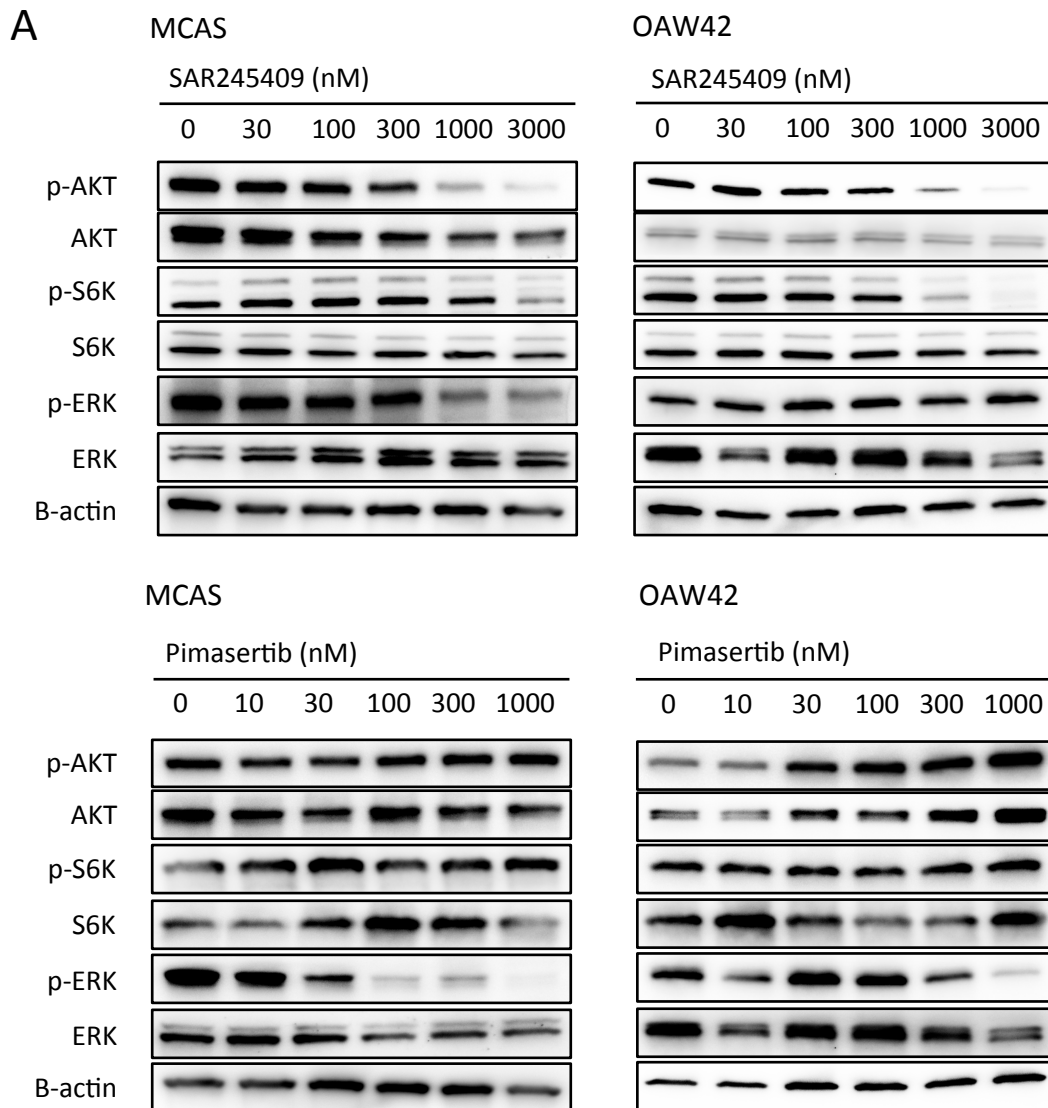 A
MCAS OAW42
SAR245409 (nM) SAR245409 (nM)
0 30 100 300 1000 3000 0 30 100 300 1000 3000
p-AKT
AKT
p-S6K
S6K
p-ERK
ERK
B-actin
MCAS OAW42
Pimasertib (nM) Pimasertib (nM)
0 10 30 100 300 1000 0 10 30 100 300 1000
p-AKT
AKT
p-S6K
S6K
p-ERK
ERK
B-actin